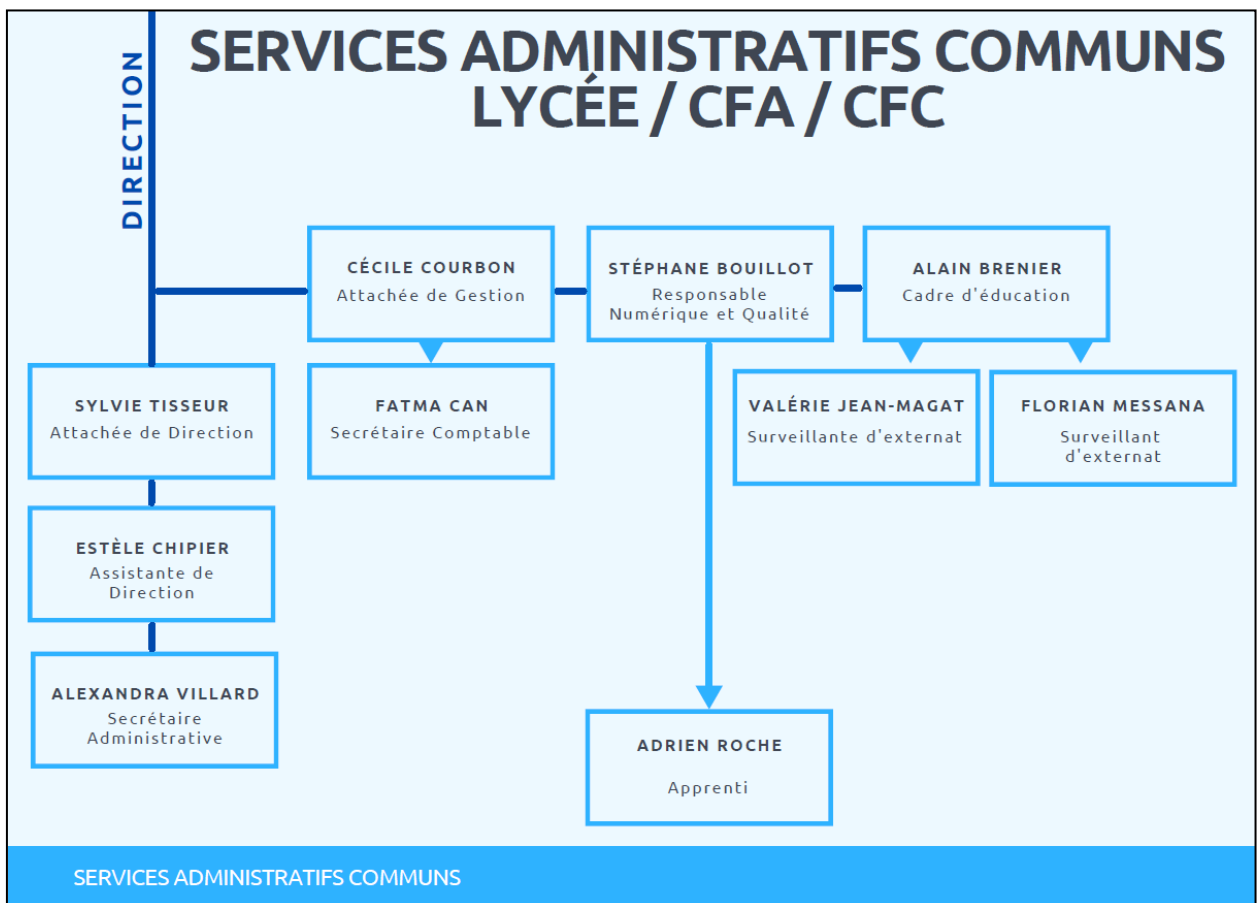 SERVICES ADMINISTRATIFS COMMUNS
LYCÉE / CFA / CFC
DIRECTION
CÉCILE COURBON
Attachée de Gestion
STÉPHANE BOUILLOT
Responsable
Numérique et Qualité
ALAIN BRENIER
Cadre d'éducation
SYLVIE TISSEUR
Attachée de Direction
FATMA CAN
Secrétaire Comptable
VALÉRIE JEAN-MAGAT
Surveillante d'externat
FLORIAN MESSANA
Surveillant
d'externat
ESTÈLE CHIPIER
Assistante de
Direction
ALEXANDRA VILLARD
Secrétaire
Administrative
ADRIEN ROCHE
Apprenti
SERVICES ADMINISTRATIFS COMMUNS